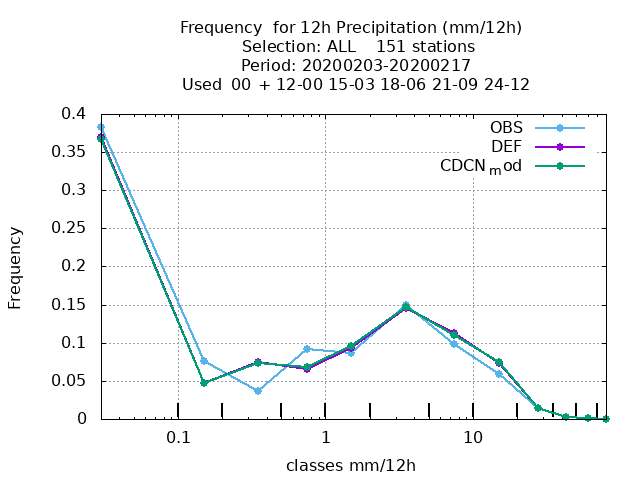 Frequency  for 12h Precipitation (mm/12h)
Selection: ALL    151 stations
Period: 20200203-20200217
Used  00 + 12-00 15-03 18-06 21-09 24-12
OBS
DEF
CDCN_mod
0.4
0.35
0.3
0.25
0.2
0.15
0.1
0.05
0
Frequency
0.1 1 10
classes mm/12h